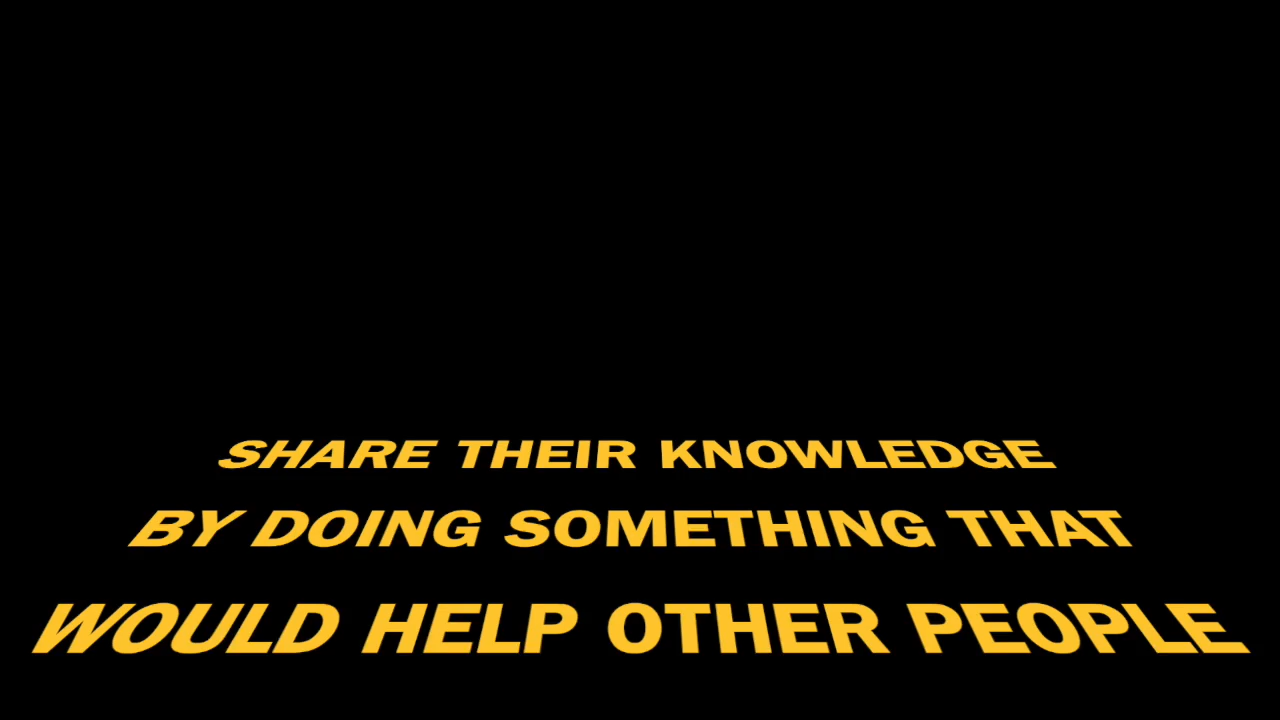 SHARE THEIR KNOWLEDGE
BY DOING SOMETHING THAT
WOULD HELP OTHER PEOPLE